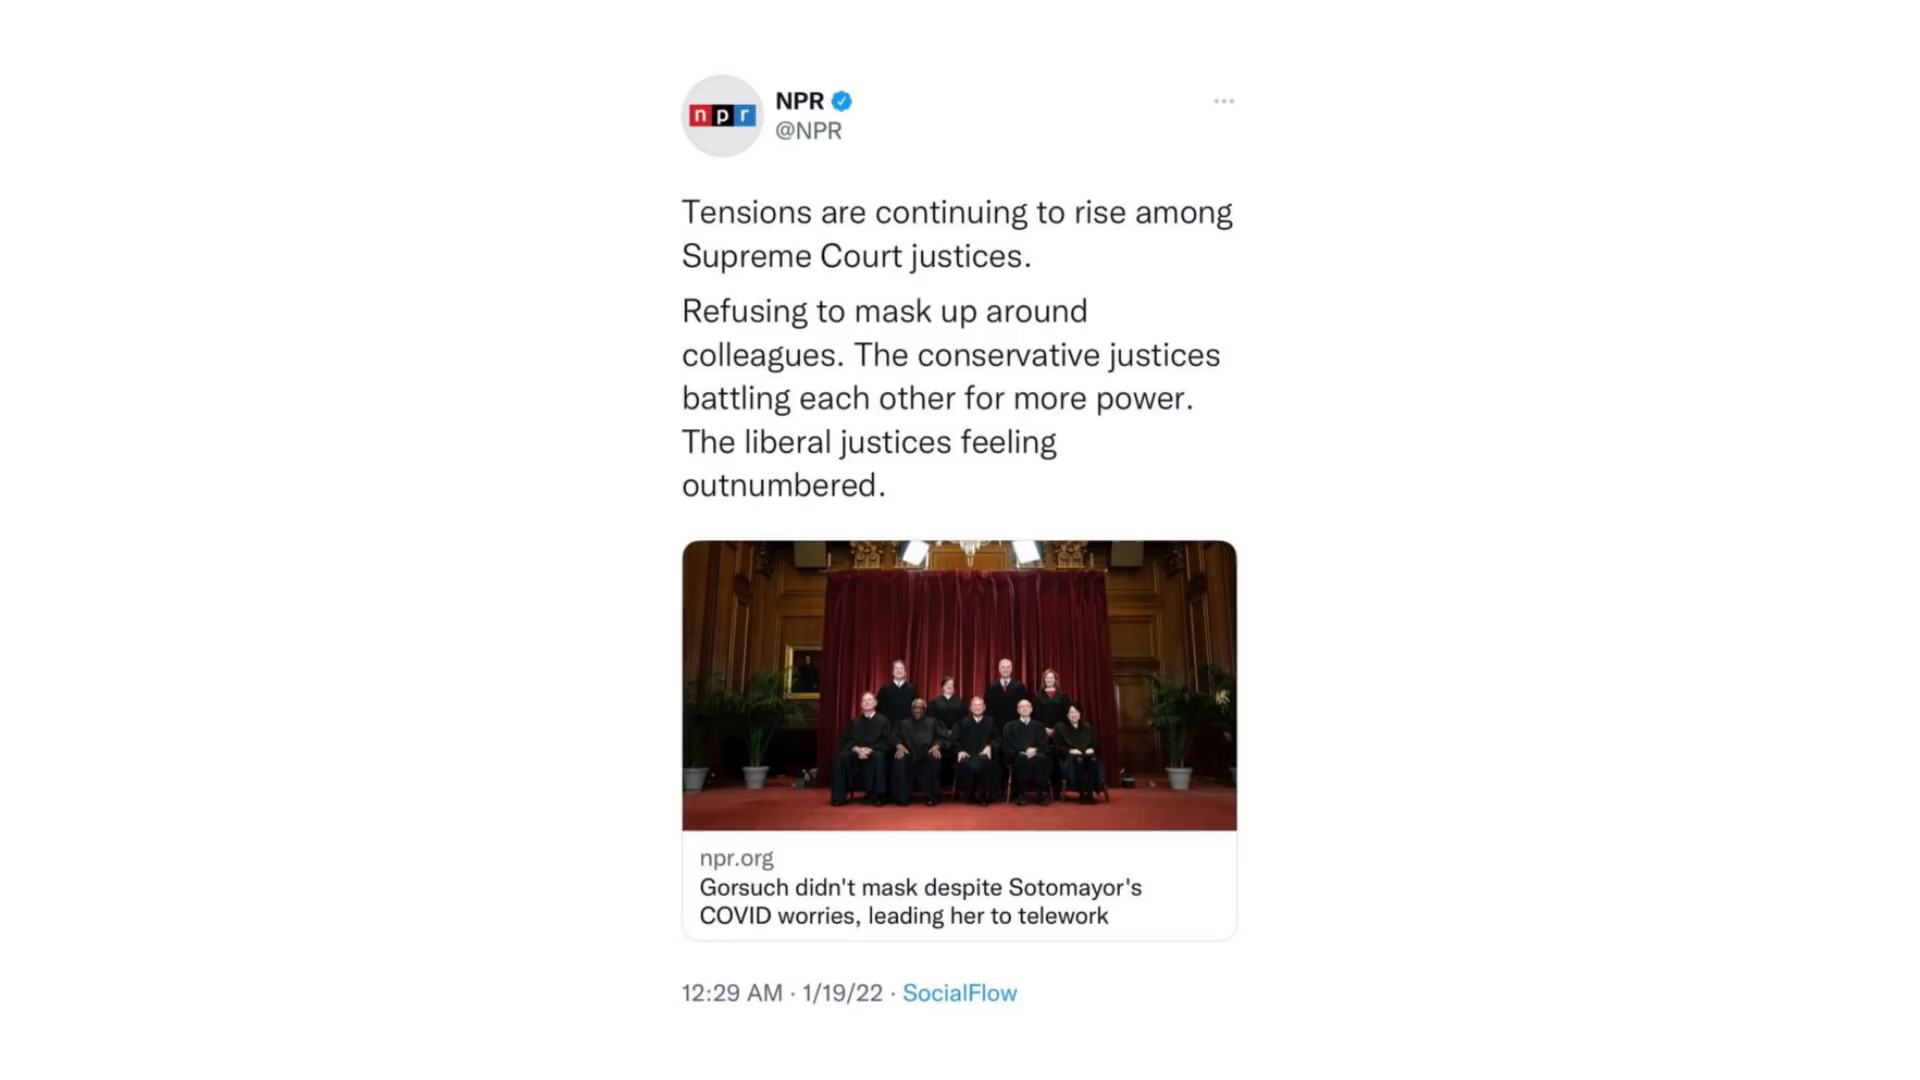 npr
NPR
@NPR
Tensions are continuing to rise among
Supreme Court justices.
Refusing to mask up around
colleagues. The conservative justices
battling each other for more power.
The liberal justices feeling
outnumbered.
npr.org
Gorsuch didn't mask despite Sotomayor's
COVID worries, leading her to telework
12:29 AM · 1/19/22 · SocialFlow